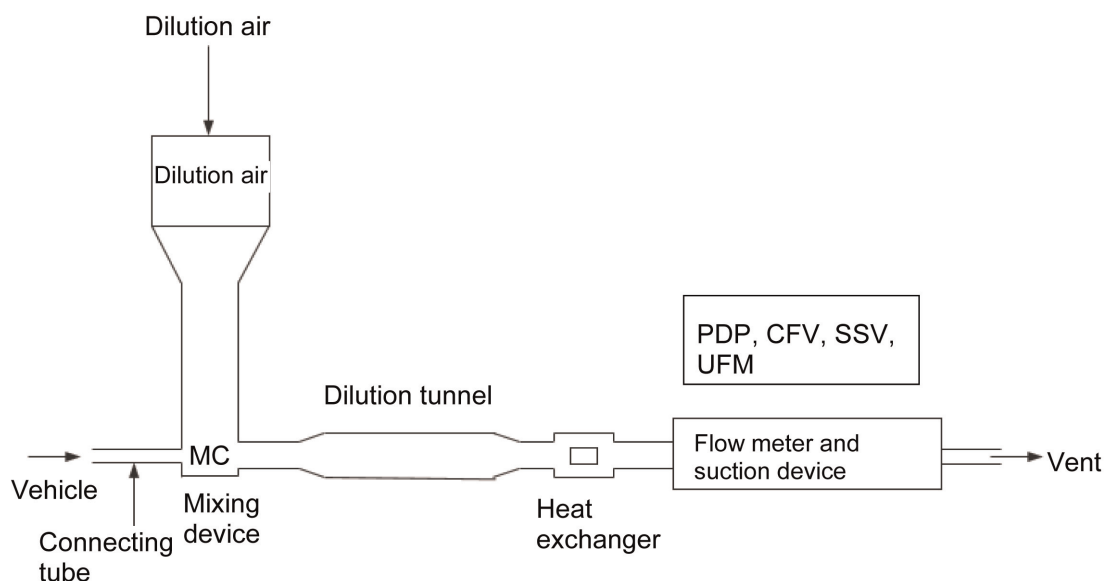 Dilution air
Dilution air
PDP, CFV, SSV,
UFM
Dilution tunnel
MC
Flow meter and
suction device
Vent
Vehicle
Mixing
device
Heat
exchanger
Connecting
tube